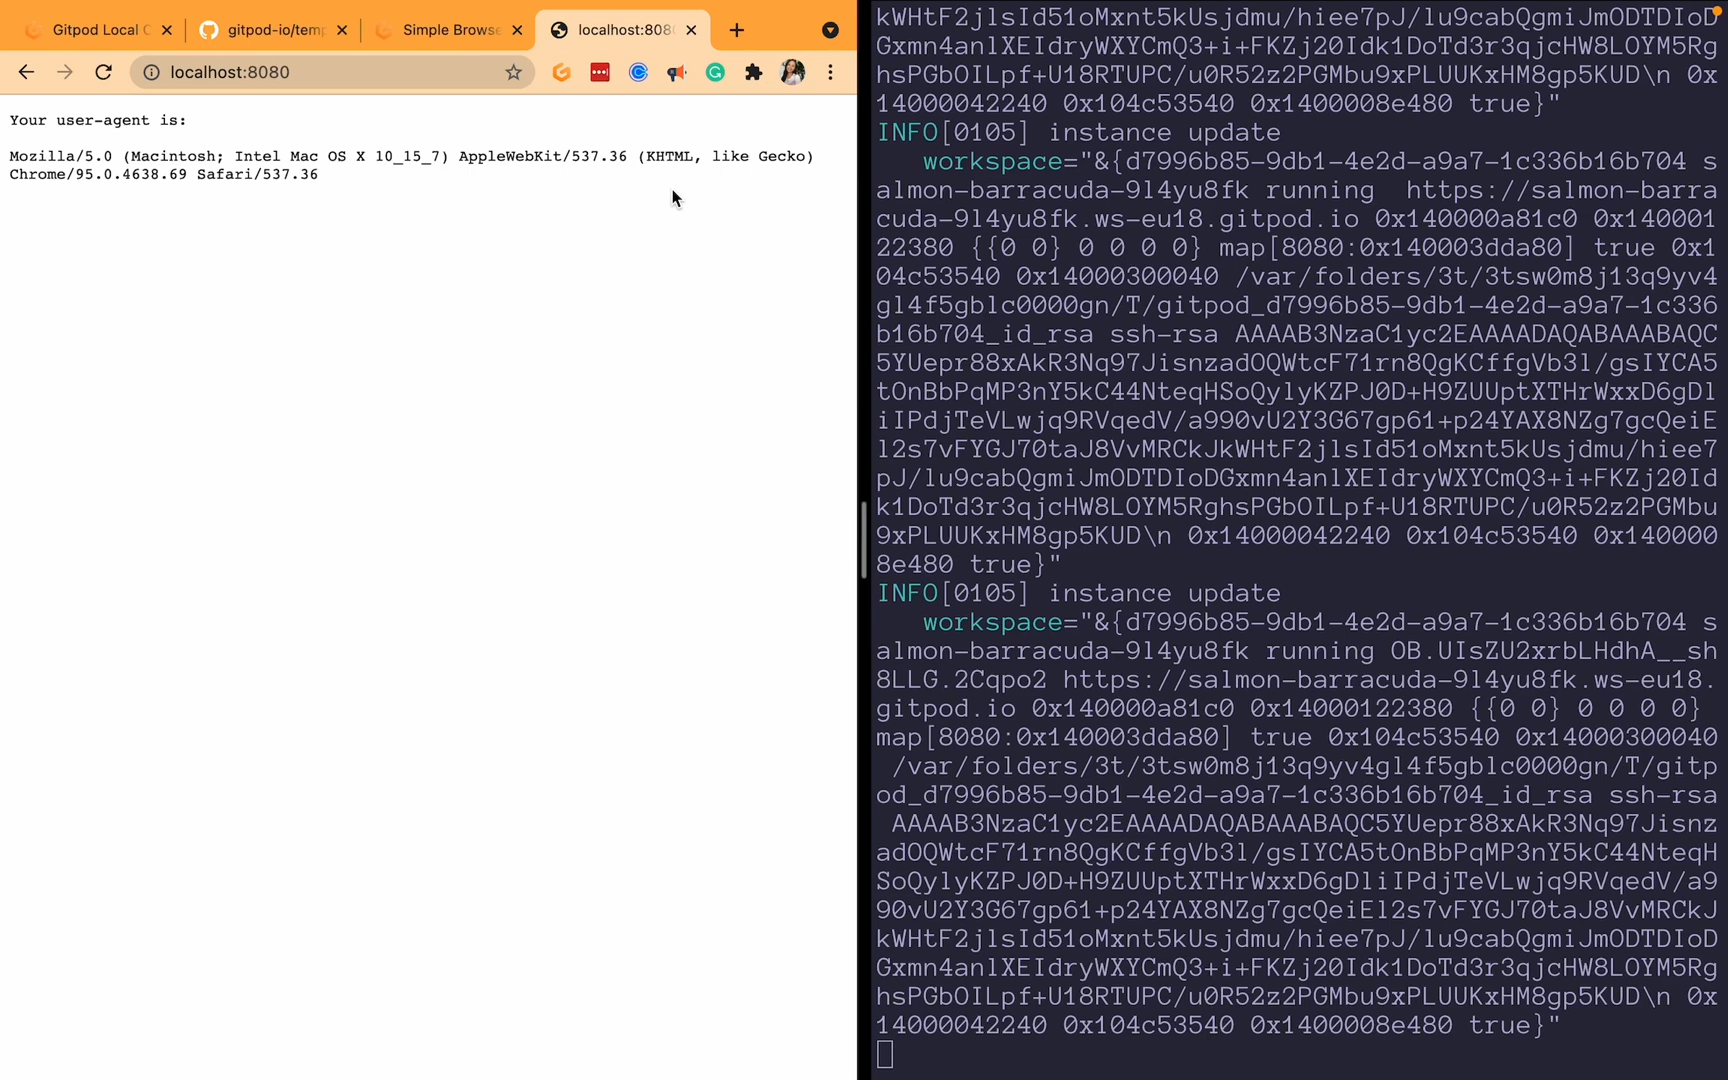 Gitpod Local C
gitpod-io/temp
Simple Browse
localhost:808
localhost:8080
Your user-agent is:
Mozilla/5.0 (Macintosh; Intel Mac OS X 10_15_7) AppleWebKit/537.36 (KHTML, like Gecko)
Chrome/95.0.4638.69 Safari/537.36
kWHtF2jlsId51oMxnt5kUsjdmu/hiee7pJ/lu9cabQgmiJmODTDIoD
Gxmn4anlXEIdryWXYCmQ3+i+FKZj20Idk1DoTd3r3qjcHW8LOYM5Rg
hsPGbOILpf+U18RTUPC/u0R52z2PGMbu9xPLUUKxHM8gp5KUD\n 0x
14000042240 0x104c53540 0x1400008e480 true}"
INFO[0105] instance update
workspace="&{d7996b85-9db1-4e2d-a9a7-1c336b16b704 s
almon-barracuda-9l4yu8fk running  https://salmon-barra
cuda-9l4yu8fk.ws-eu18.gitpod.io 0x140000a81c0 0x140001
22380 {{0 0} 0 0 0 0} map[8080:0x140003dda80] true 0x1
04c53540 0x14000300040 /var/folders/3t/3tsw0m8j13q9yv4
gl4f5gblc0000gn/T/gitpod_d7996b85-9db1-4e2d-a9a7-1c336
b16b704_id_rsa ssh-rsa AAAAB3NzaC1yc2EAAAADAQABAAABAQC
5YUepr88xAkR3Nq97JisnzadOQWtcF71rn8QgKCffgVb3l/gsIYCA5
tOnBbPqMP3nY5kC44NteqHSoQylyKZPJ0D+H9ZUUptXTHrWxxD6gDl
iIPdjTeVLwjq9RVqedV/a990vU2Y3G67gp61+p24YAX8NZg7gcQeiE
l2s7vFYGJ70taJ8VvMRCkJkWHtF2jlsId51oMxnt5kUsjdmu/hiee7
pJ/lu9cabQgmiJmODTDIoDGxmn4anlXEIdryWXYCmQ3+i+FKZj20Id
k1DoTd3r3qjcHW8LOYM5RghsPGbOILpf+U18RTUPC/u0R52z2PGMbu
9xPLUUKxHM8gp5KUD\n 0x14000042240 0x104c53540 0x140000
8e480 true}"
INFO[0105] instance update
workspace="&{d7996b85-9db1-4e2d-a9a7-1c336b16b704 s
almon-barracuda-9l4yu8fk running OB.UIsZU2xrbLHdhA__sh
8LLG.2Cqpo2 https://salmon-barracuda-9l4yu8fk.ws-eu18.
gitpod.io 0x140000a81c0 0x14000122380 {{0 0} 0 0 0 0}
map[8080:0x140003dda80] true 0x104c53540 0x14000300040
/var/folders/3t/3tsw0m8j13q9yv4gl4f5gblc0000gn/T/gitp
od_d7996b85-9db1-4e2d-a9a7-1c336b16b704_id_rsa ssh-rsa
AAAAB3NzaC1yc2EAAAADAQABAAABAQC5YUepr88xAkR3Nq97Jisnz
adOQWtcF71rn8QgKCffgVb3l/gsIYCA5tOnBbPqMP3nY5kC44NteqH
SoQylyKZPJ0D+H9ZUUptXTHrWxxD6gDliIPdjTeVLwjq9RVqedV/a9
90vU2Y3G67gp61+p24YAX8NZg7gcQeiEl2s7vFYGJ70taJ8VvMRCkJ
kWHtF2jlsId51oMxnt5kUsjdmu/hiee7pJ/lu9cabQgmiJmODTDIoD
Gxmn4anlXEIdryWXYCmQ3+i+FKZj20Idk1DoTd3r3qjcHW8LOYM5Rg
hsPGbOILpf+U18RTUPC/u0R52z2PGMbu9xPLUUKxHM8gp5KUD\n 0x
14000042240 0x104c53540 0x1400008e480 true}"